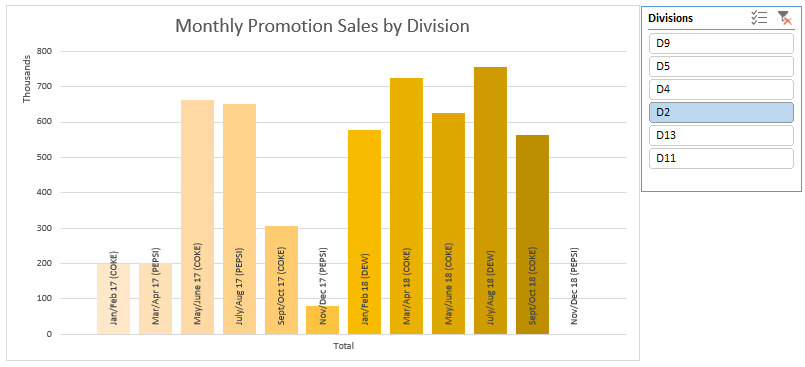 Monthly Promotion Sales by Division
Thousands
800
700
600
500
400
300
200
100
0
Jan/Feb 17 (COKE)
Mar/Apr 17 (PEPSI)
May/June 17 (COKE)
July/Aug 17 (PEPSI)
Sept/Oct 17 (COKE)
Nov/Dec 17 (PEPSI)
Jan/Feb 18 (DEW)
Mar/Apr 18 (COKE)
May/June 18 (COKE)
July/Aug 18 (DEW)
Sept/Oct 18 (COKE)
Nov/Dec 18 (PEPSI)
Total
Divisions
D9
D5
D4
D2
D13
D11